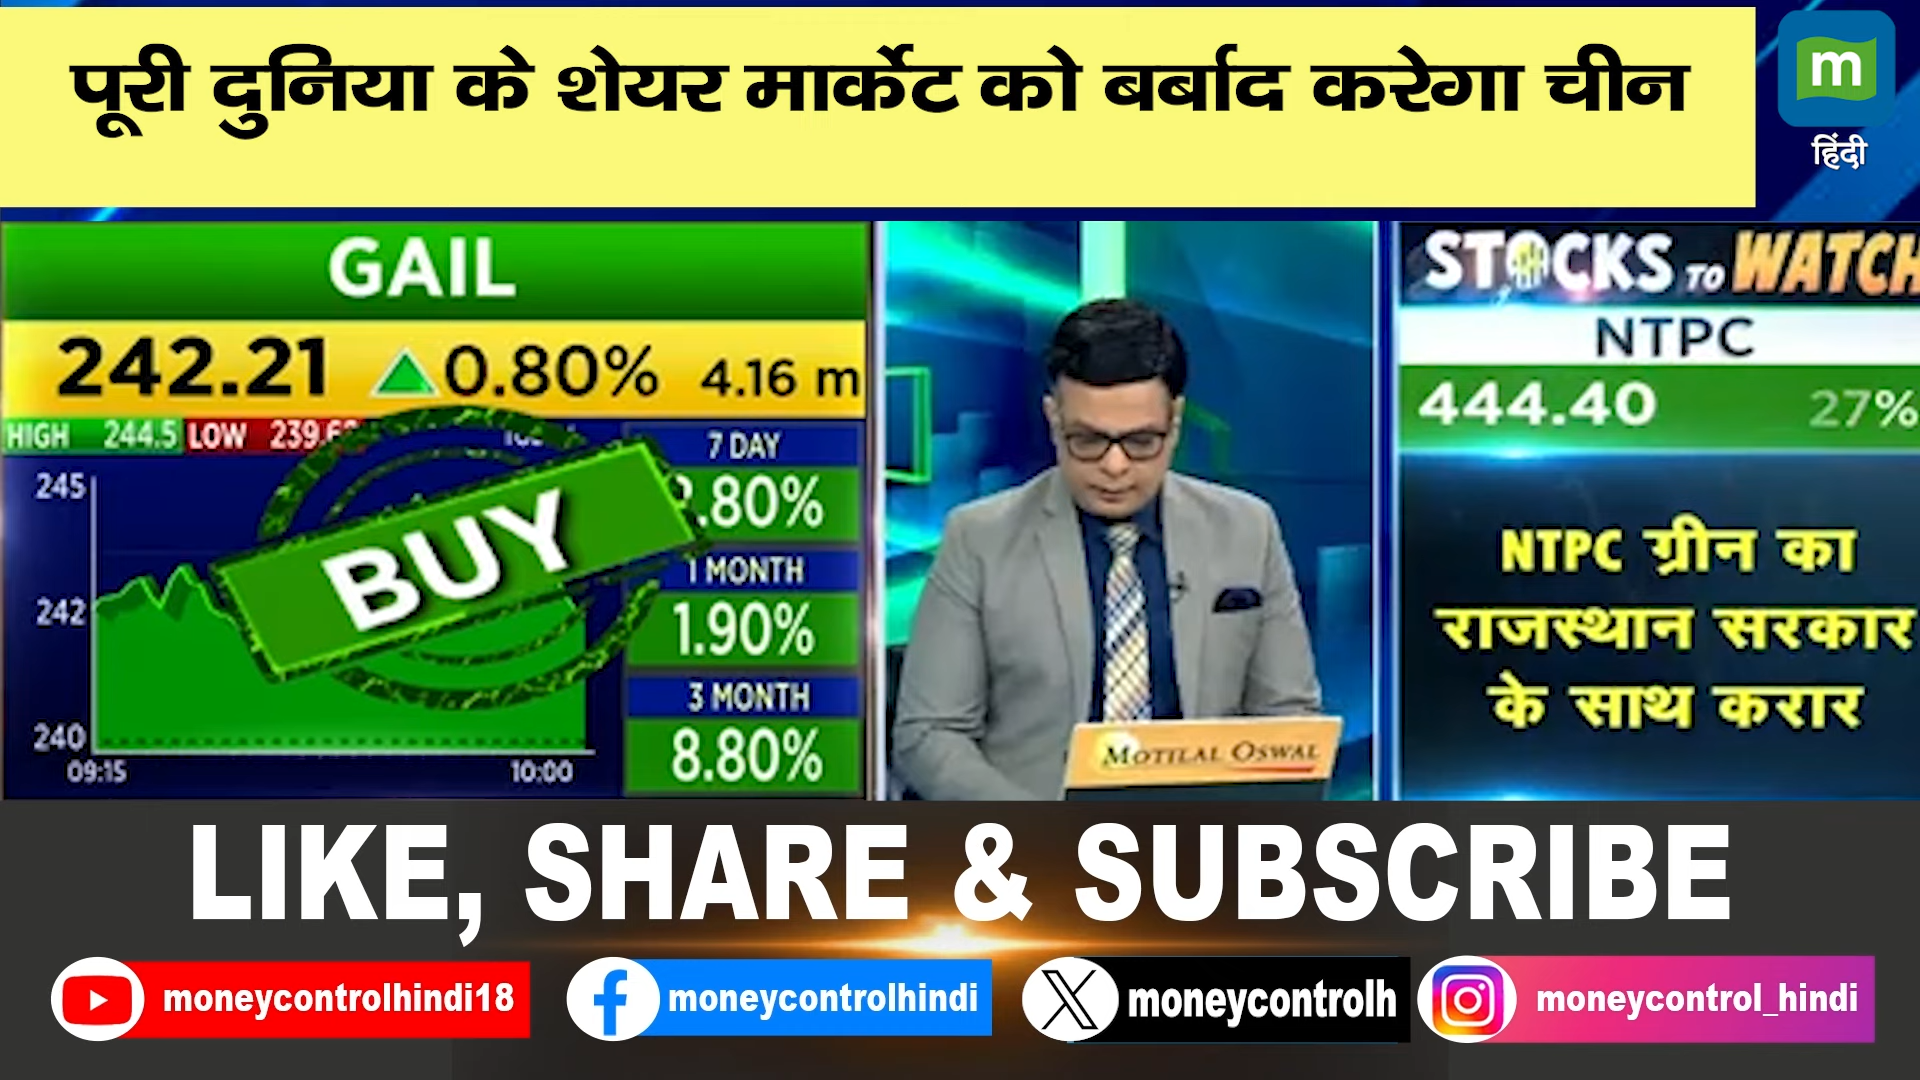 पूरी दुनिया के शेयर मार्केट को बर्बाद करेगा चीन
m
हिंदी
GAIL
242.21 ▲0.80% 4.16 m
HIGH 244.5 LOW
245
242
240
09:15 10:00
BUY
7 DAY
.80%
1 MONTH
1.90%
3 MONTH
8.80%
MOTILAL OSWAL
STOCKS TO WATCH
NTPC
444.40 27%
NTPC ग्रीन का
राजस्थान सरकार
के साथ करार
LIKE, SHARE & SUBSCRIBE
moneycontrolhindi18
moneycontrolhindi
moneycontrolh
moneycontrol_hindi